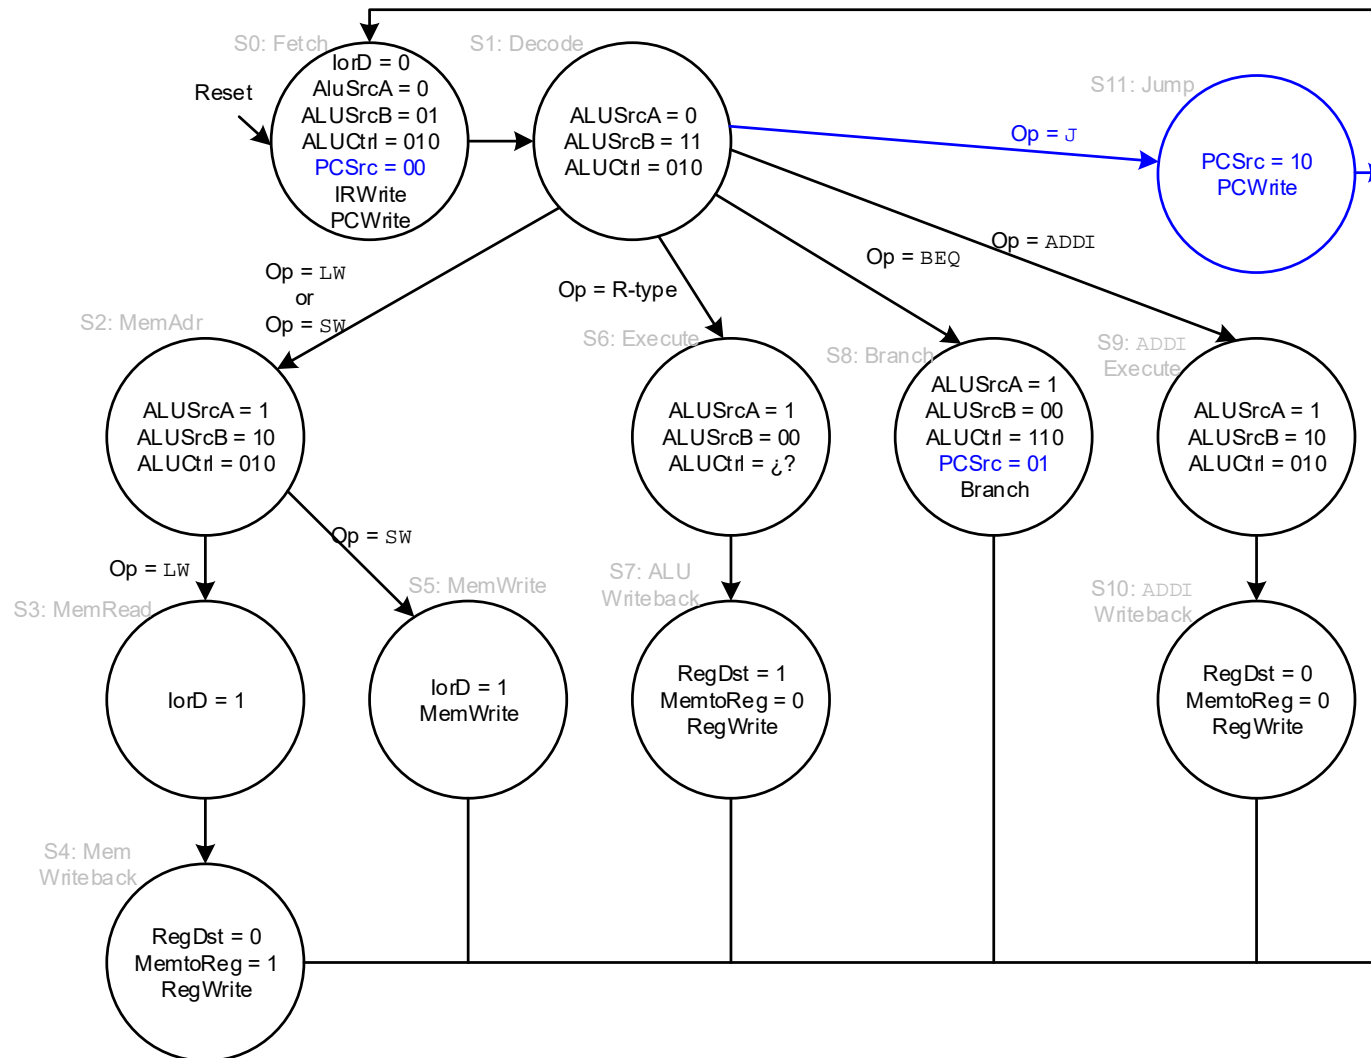 S0: Fetch
IorD = 0
AluSrcA = 0
ALUSrcB = 01
ALUCtrl = 010
PCSrc = 00
IRWrite
PCWrite
Reset
S1: Decode
ALUSrcA = 0
ALUSrcB = 11
ALUCtrl = 010
Op = J
S11: Jump
PCSrc = 10
PCWrite
Op = LW
or
Op = SW
Op = R-type
Op = BEQ
Op = ADDI
S2: MemAdr
ALUSrcA = 1
ALUSrcB = 10
ALUCtrl = 010
S6: Execute
ALUSrcA = 1
ALUSrcB = 00
ALUCtrl = ¿?
S8: Branch
ALUSrcA = 1
ALUSrcB = 00
ALUCtrl = 110
PCSrc = 01
Branch
S9: ADDI
Execute
ALUSrcA = 1
ALUSrcB = 10
ALUCtrl = 010
Op = LW
Op = SW
S3: MemRead
IorD = 1
S5: MemWrite
IorD = 1
MemWrite
S7: ALU
Writeback
RegDst = 1
MemtoReg = 0
RegWrite
S10: ADDI
Writeback
RegDst = 0
MemtoReg = 0
RegWrite
S4: Mem
Writeback
RegDst = 0
MemtoReg = 1
RegWrite